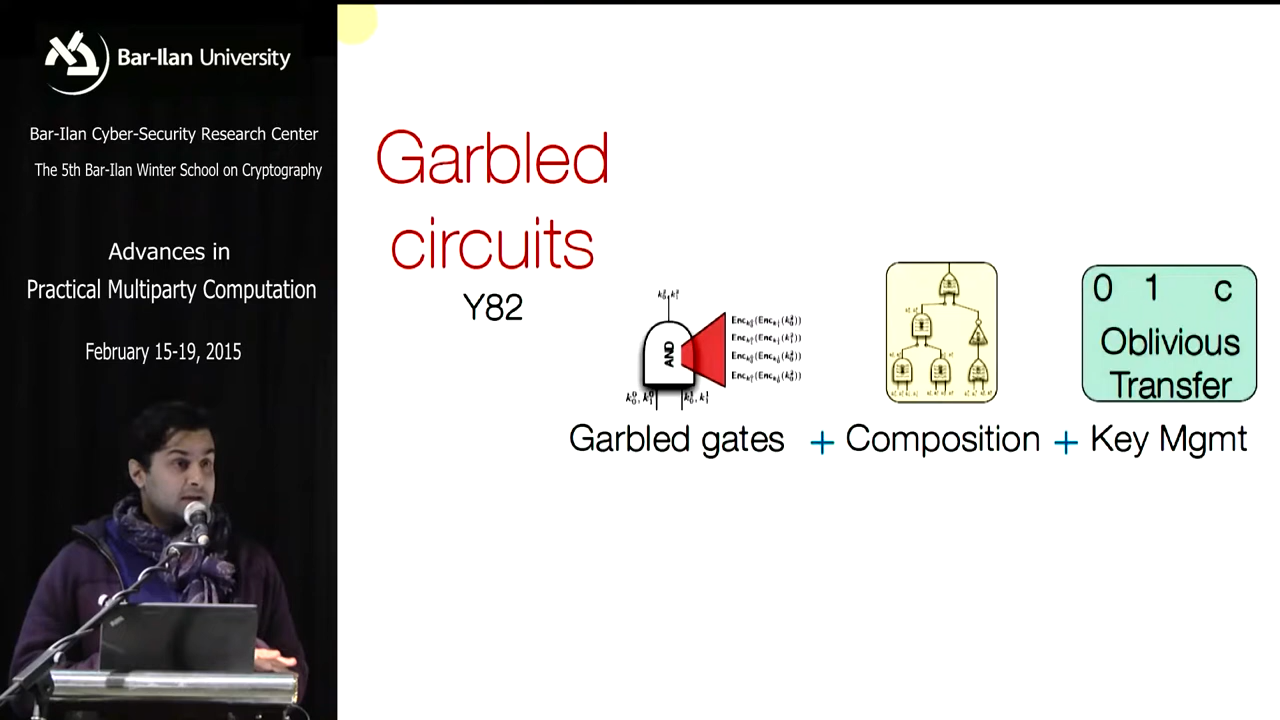 Bar-Ilan University
Bar-Ilan Cyber-Security Research Center
The 5th Bar-Ilan Winter School on Cryptography
Advances in
Practical Multiparty Computation
February 15-19, 2015
Garbled
circuits
Y82
AND
0 1 c
Oblivious
Transfer
Garbled gates + Composition + Key Mgmt